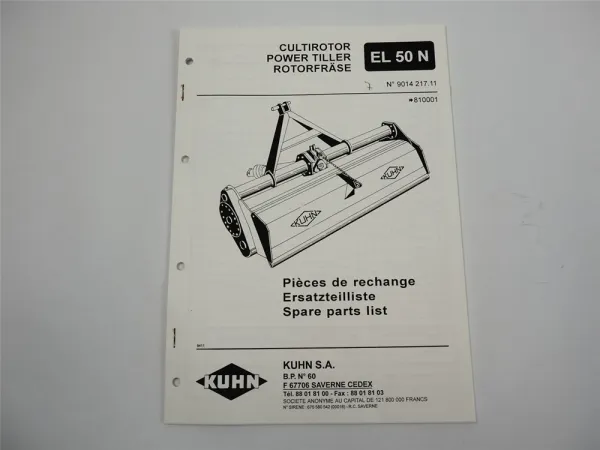 CULTIROTOR
POWER TILLER
ROTORFRÄSE
EL 50 N
N° 9014 217.11
810001
KUHN
KUHN
Pièces de rechange
Ersatzteilliste
Spare parts list
KUHN
KUHN S.A.
B.P. N° 60
F 67706 SAVERNE CEDEX
Tél. 88 01 81 00 - Fax : 88 01 81 03
SOCIETE ANONYME AU CAPITAL DE 121 800 000 FRANCS